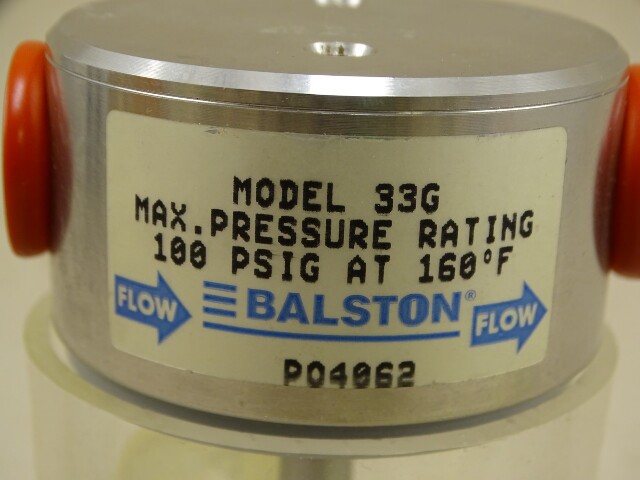 MODEL 33G
MAX. PRESSURE RATING
100 PSIG AT 160°F
FLOW BALSTON® FLOW
P04062